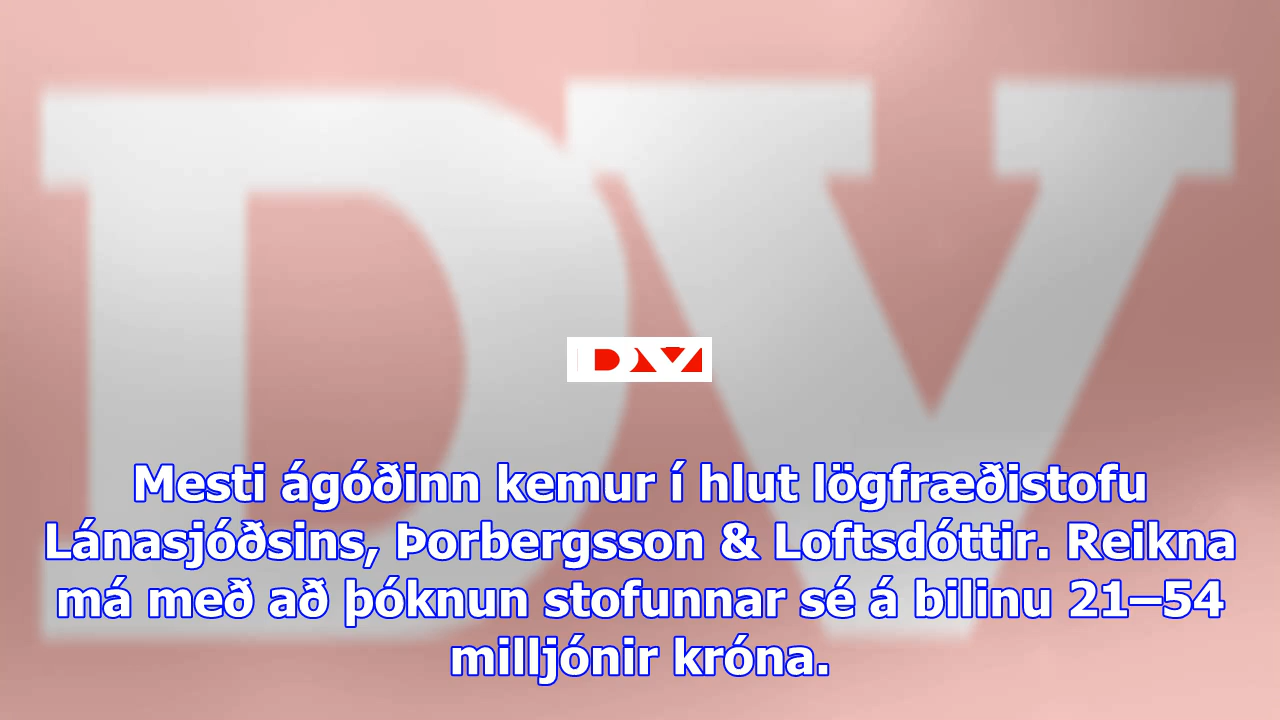 DV
DV
Mesti ágóðinn kemur í hlut lögfræðistofu
Lánasjóðsins, Þorbergsson & Loftsdóttir. Reikna
má með að þóknun stofunnar sé á bilinu 21–54
milljónir króna.